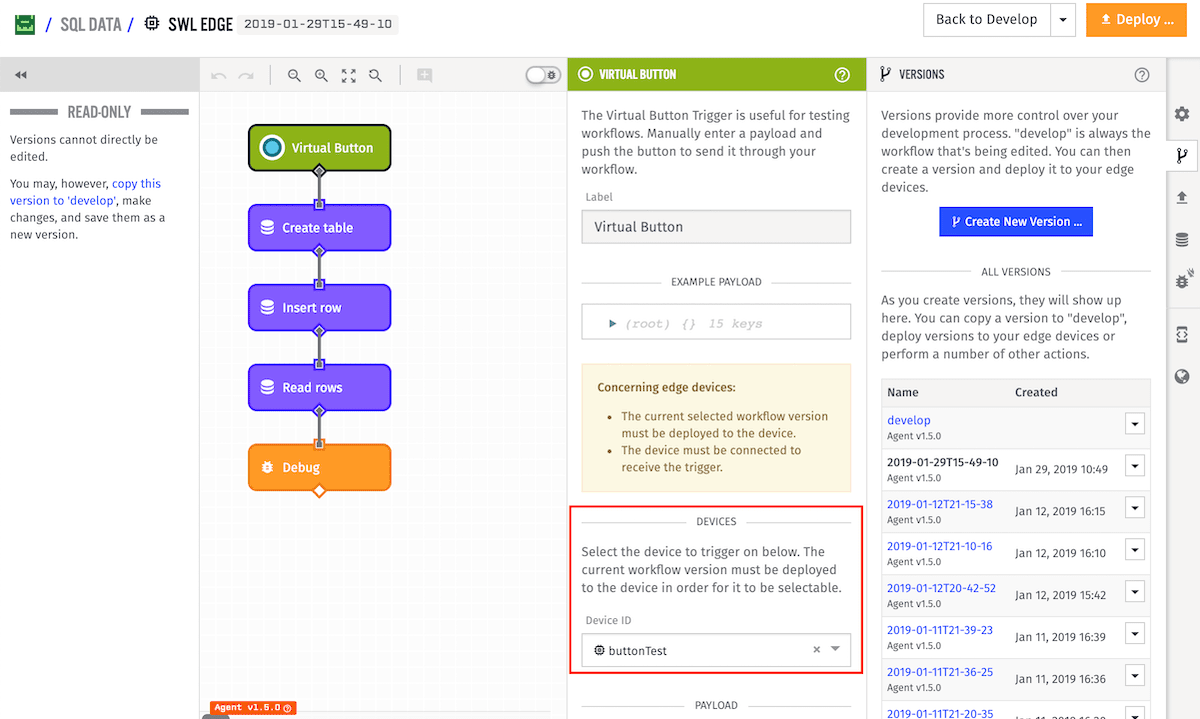 / SQL DATA / SWL EDGE 2019-01-29T15-49-10
Back to Develop
Deploy ...
READ-ONLY
Versions cannot directly be
edited.
You may, however, copy this
version to 'develop', make
changes, and save them as a
new version.
Virtual Button
Create table
Insert row
Read rows
Debug
Agent v1.6.0
VIRTUAL BUTTON
The Virtual Button Trigger is useful for testing
workflows. Manually enter a payload and
push the button to send it through your
workflow.
Label
Virtual Button
EXAMPLE PAYLOAD
(root) {} 15 keys
Concerning edge devices:
• The current selected workflow version
must be deployed to the device.
• The device must be connected to
receive the trigger.
DEVICES
Select the device to trigger on below. The
current workflow version must be deployed
to the device in order for it to be selectable.
Device ID
buttonTest
PAYLOAD
VERSIONS
Versions provide more control over your
development process. "develop" is always the
workflow that's being edited. You can then
create a version and deploy it to your edge
devices.
Create New Version ...
ALL VERSIONS
As you create versions, they will show up
here. You can copy a version to "develop",
deploy versions to your edge devices or
perform a number of other actions.
Name Created
develop
Agent v1.5.0
2019-01-29T15-49-10 Jan 29, 2019 10:49
Agent v1.5.0
2019-01-12T21-15-38 Jan 12, 2019 16:15
Agent v1.5.0
2019-01-12T21-10-16 Jan 12, 2019 16:10
Agent v1.5.0
2019-01-12T20-42-52 Jan 12, 2019 15:42
Agent v1.5.0
2019-01-11T21-39-23 Jan 11, 2019 16:39
Agent v1.5.0
2019-01-11T21-36-25 Jan 11, 2019 16:36
Agent v1.5.0
2019-01-11T21-20-35